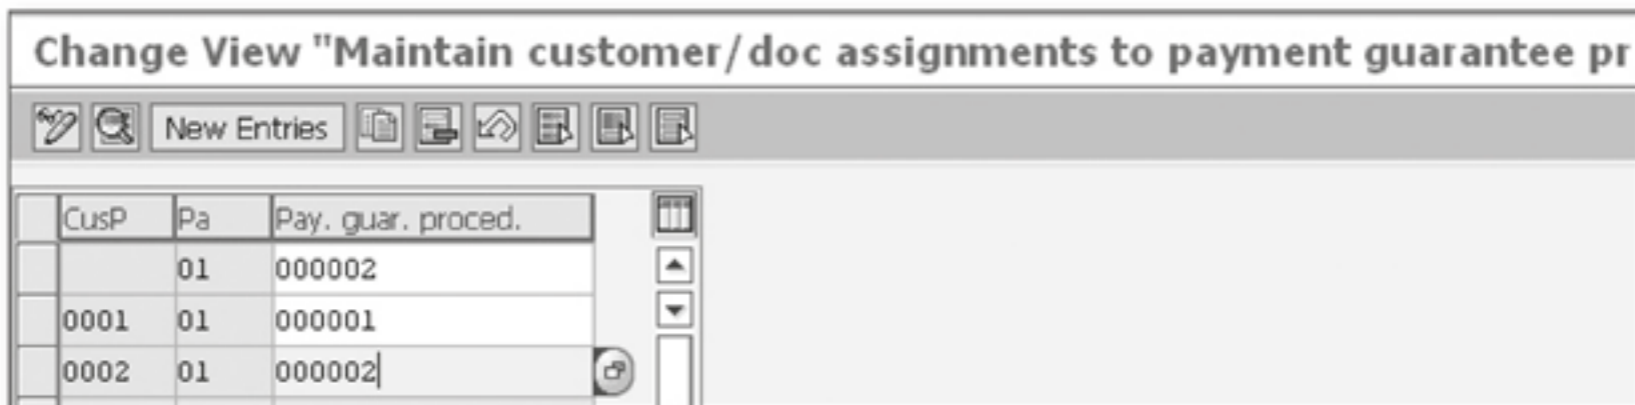 Change View "Maintain customer/doc assignments to payment guarantee pr
New Entries
CusP Pa Pay. guar. proced.
01 000002
0001 01 000001
0002 01 000002